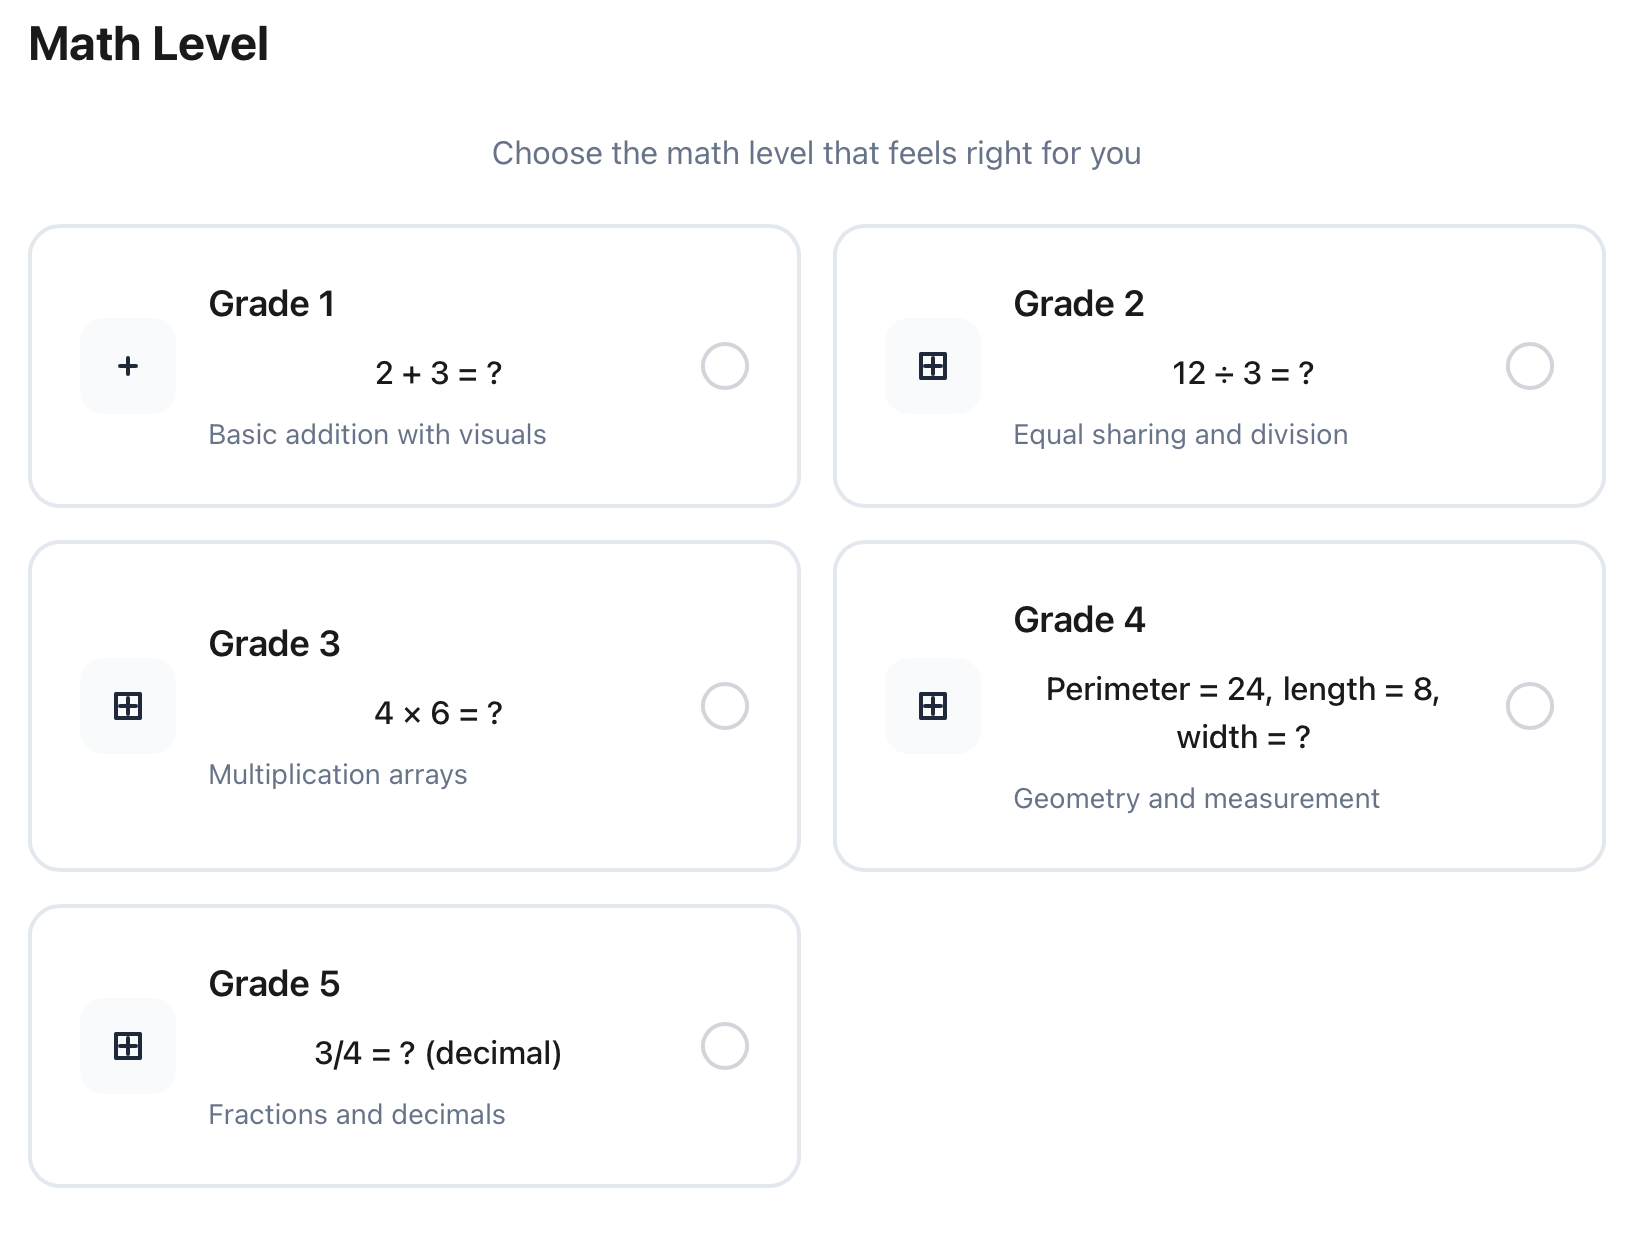 Math Level
Choose the math level that feels right for you
Grade 1
2 + 3 = ?
Basic addition with visuals
Grade 2
12 ÷ 3 = ?
Equal sharing and division
Grade 3
4 × 6 = ?
Multiplication arrays
Grade 4
Perimeter = 24, length = 8,
width = ?
Geometry and measurement
Grade 5
3/4 = ? (decimal)
Fractions and decimals